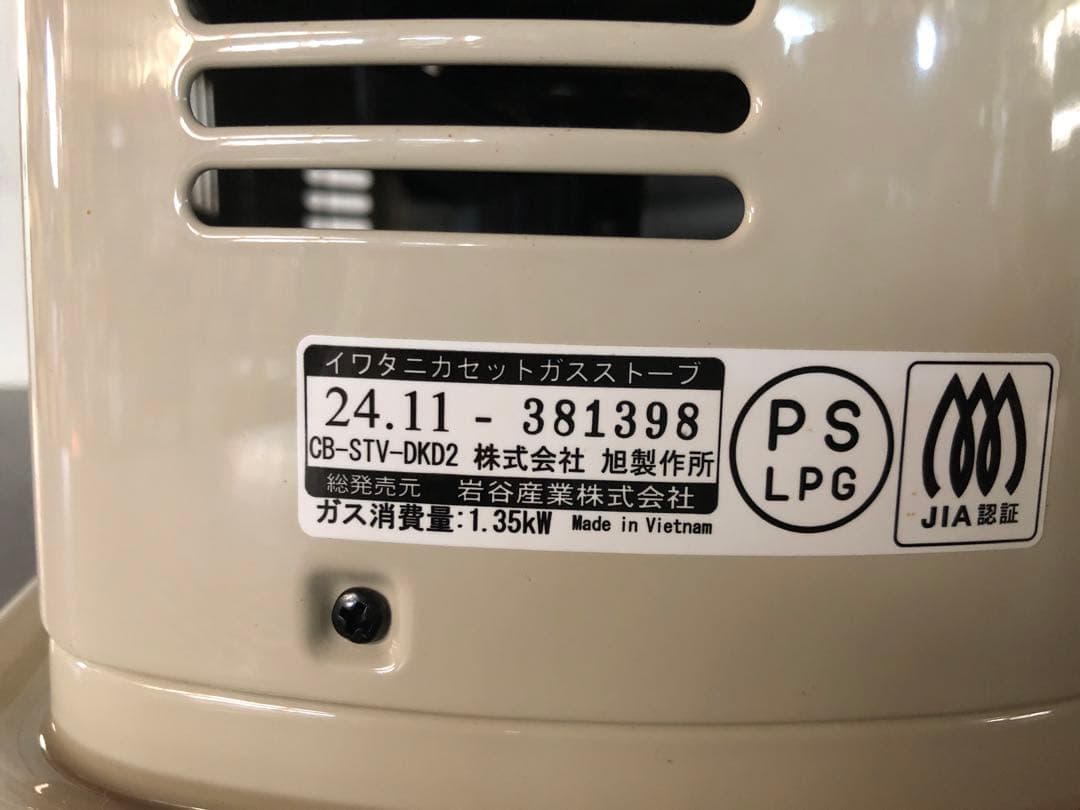 イワタニカセットガスストーブ
24.11 - 381398
CB-STV-DKD2 株式会社 旭製作所
総発売元 岩谷産業株式会社
ガス消費量:1.35kW Made in Vietnam
PS
LPG
JIA認証